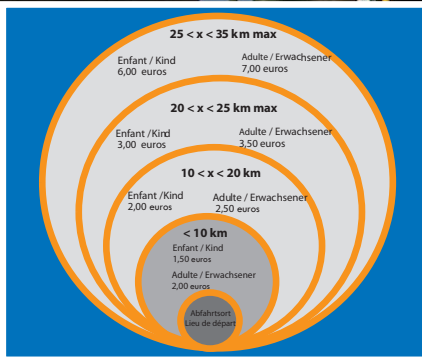 25 < x < 35 km max
Enfant /Kind
6,00 euros
Adulte / Erwachsener
7,00 euros
20 < x < 25 km max
Enfant /Kind
3,00 euros
Adulte / Erwachsener
3,50 euros
10 < x < 20 km
Enfant /Kind
2,00 euros
Adulte / Erwachsener
2,50 euros
< 10 km
Enfant / Kind
1,50 euros
Adulte / Erwachsener
2,00 euros
Abfahrtsort
Lieu de départ